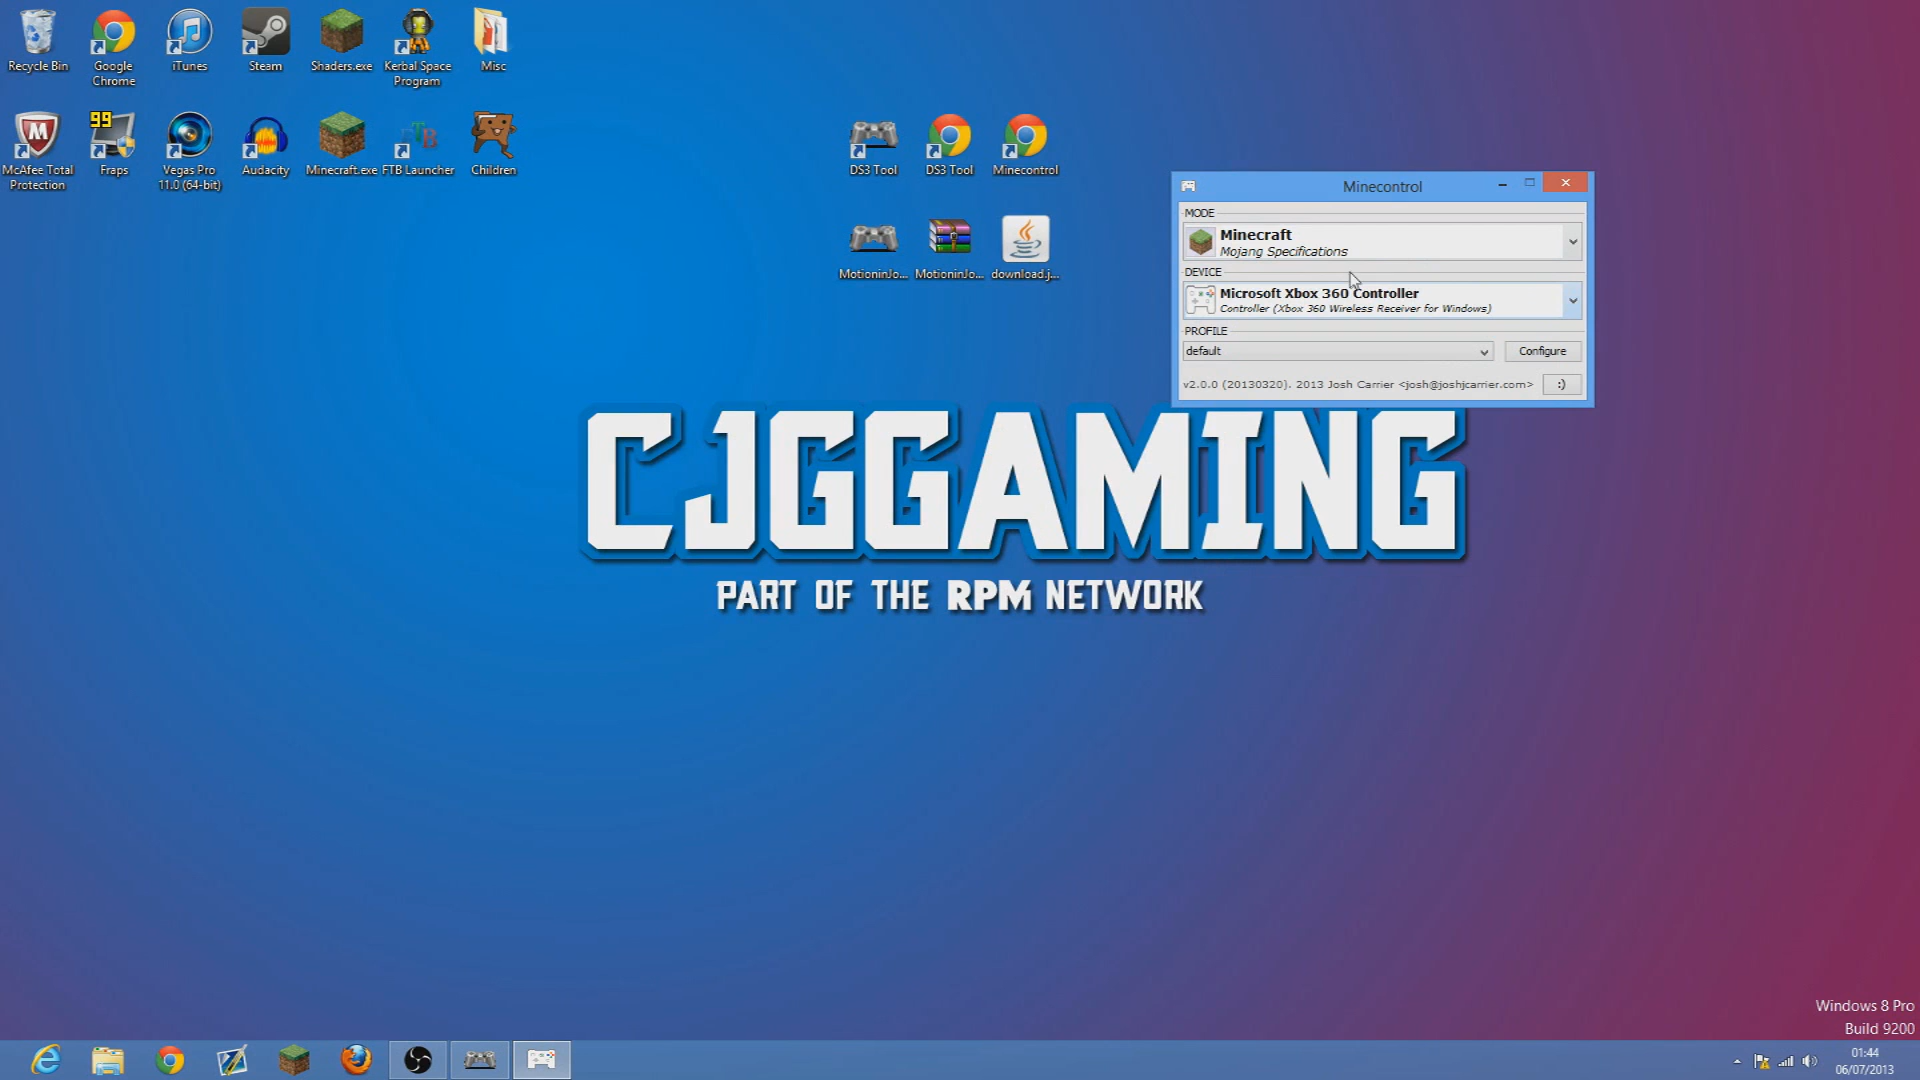 Recycle Bin
Google
Chrome
iTunes
Steam
Shaders.exe
Kerbal Space
Program
Misc
99
McAfee Total
Protection
Fraps
Vegas Pro
11.0 (64-bit)
Audacity
Minecraft.exe
FTB Launcher
Children
DS3 Tool
DS3 Tool
Minecontrol
MotioninJo...
MotioninJo...
download.j...
Minecontrol
MODE
Minecraft
Mojang Specifications
DEVICE
Microsoft Xbox 360 Controller
Controller (Xbox 360 Wireless Receiver for Windows)
PROFILE
default
Configure
v2.0.0 (20130320). 2013 Josh Carrier <josh@joshjcarrier.com>
:)
CJGGAMING
PART OF THE RPM NETWORK
Windows 8 Pro
Build 9200
01:44
06/07/2013